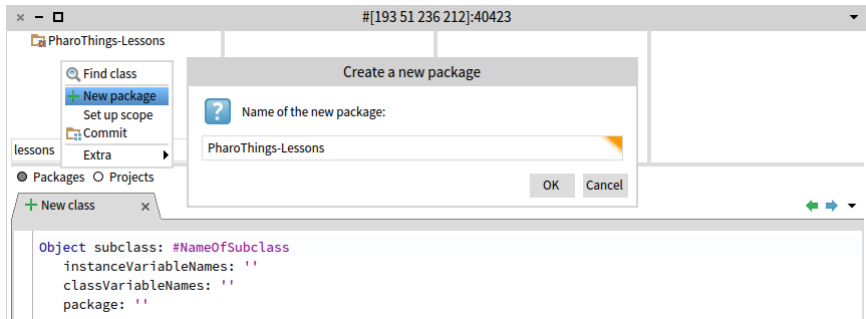 #[193 51 236 212]:40423
PharoThings-Lessons
Find class
New package
Set up scope
Commit
Extra
Create a new package
Name of the new package:
PharoThings-Lessons
OK Cancel
lessons
Packages Projects
New class
Object subclass: #NameOfSubclass
instanceVariableNames: ''
classVariableNames: ''
package: ''